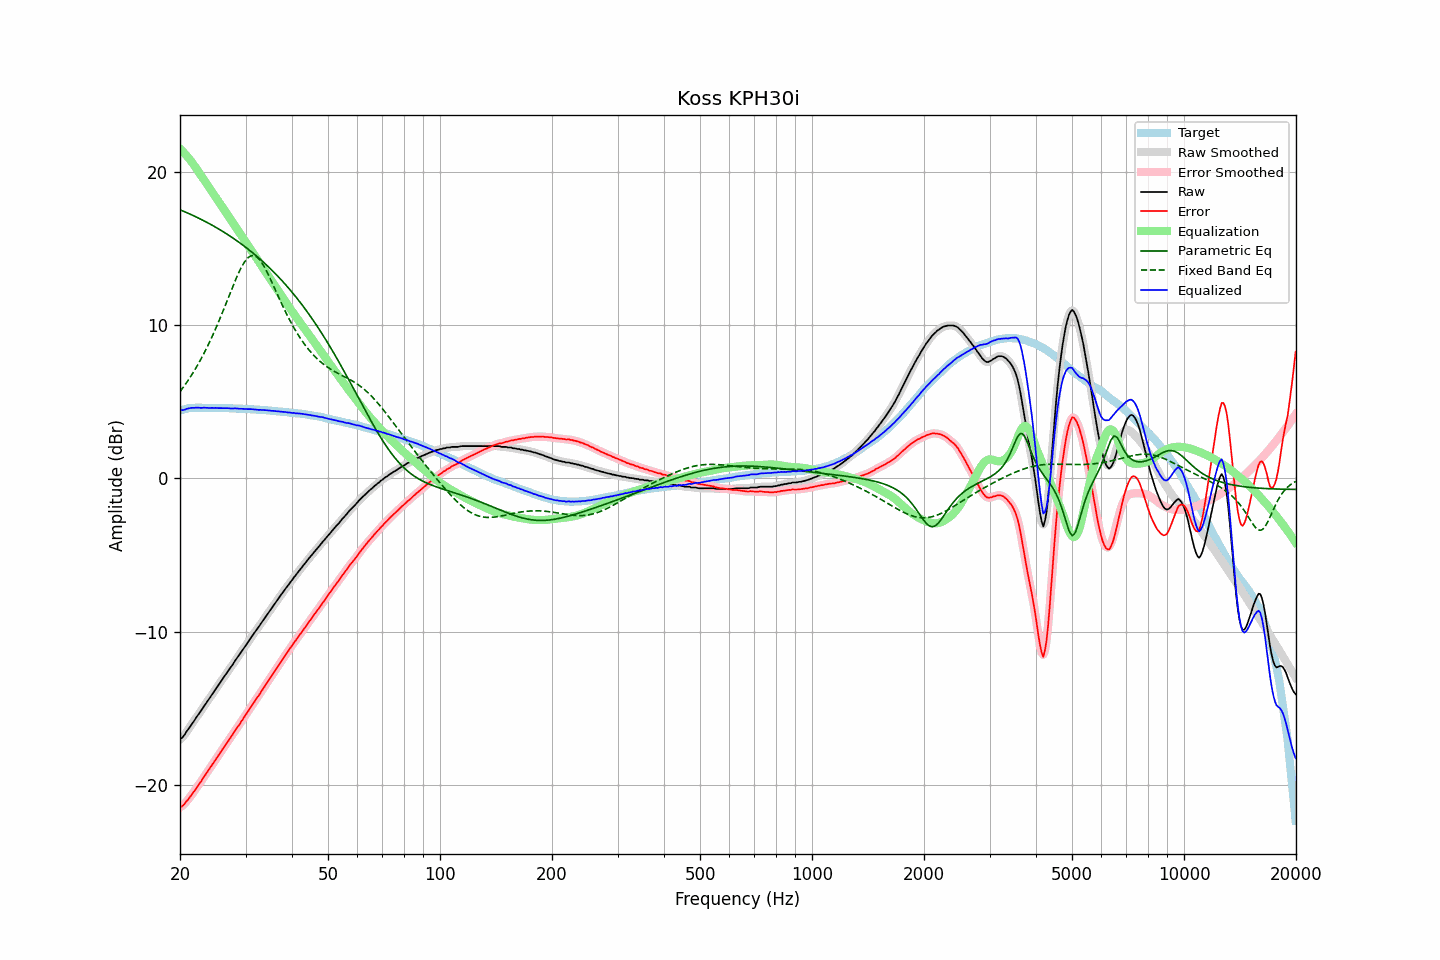 Koss KPH30i
Target
Raw Smoothed
Error Smoothed
Raw
Error
Equalization
Parametric Eq
Fixed Band Eq
Equalized
20
10
0
−10
−20
Amplitude (dBr)
20 50 100 200 500 1000 2000 5000 10000 20000
Frequency (Hz)